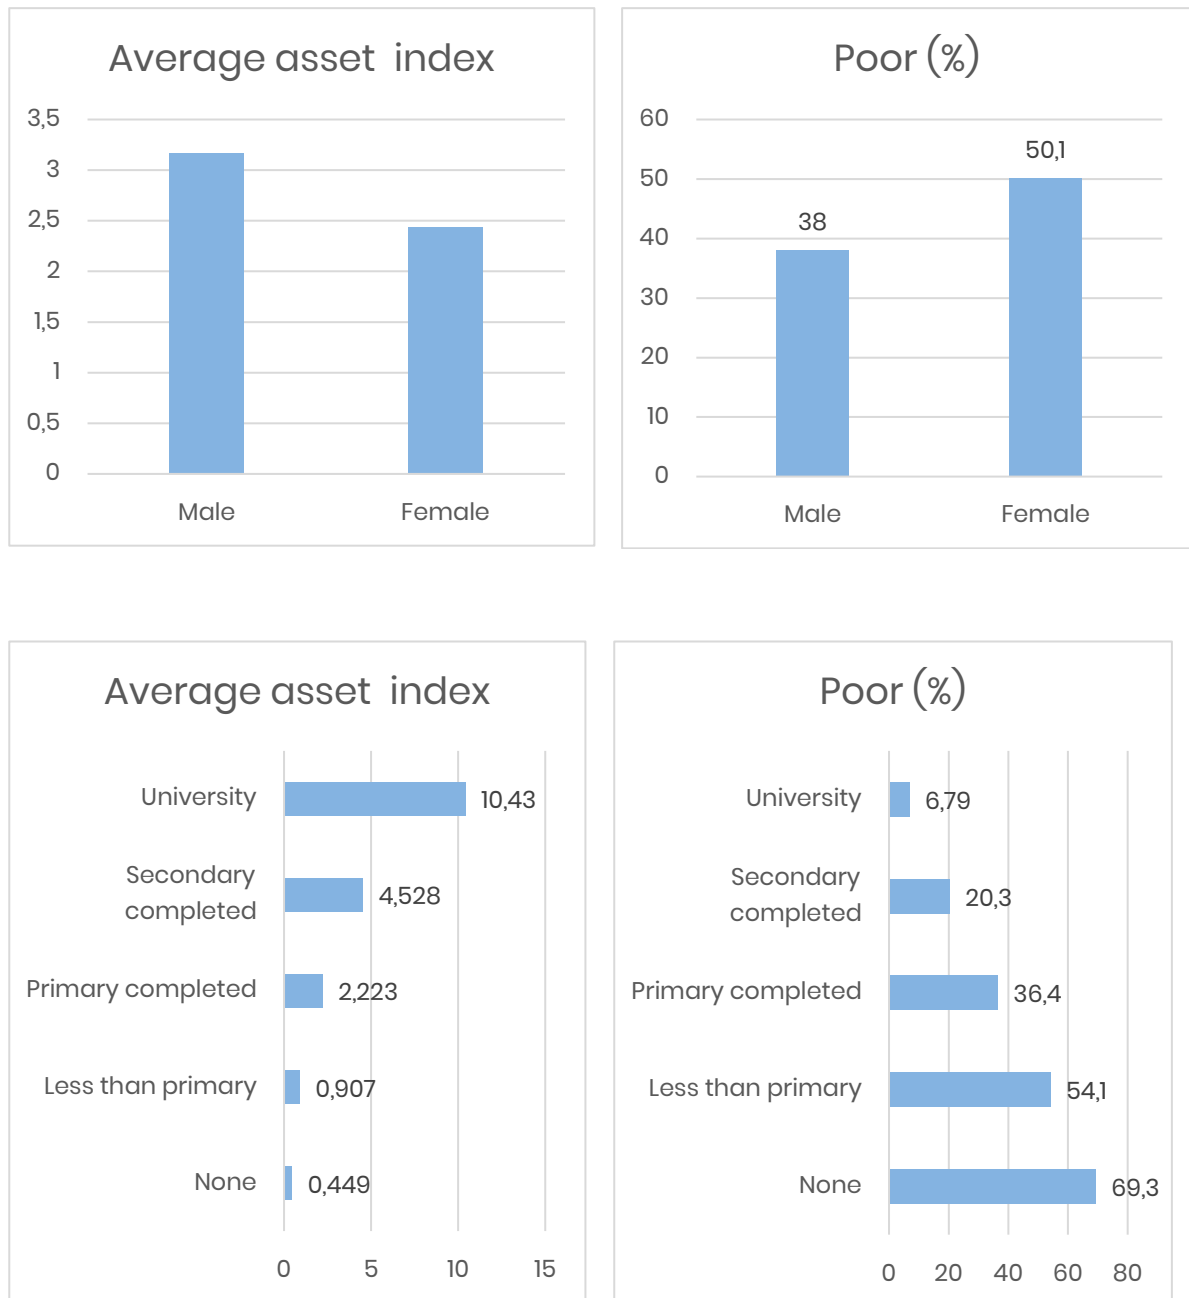 Average asset index
3,5
3
2,5
2
1,5
1
0,5
0
Male Female
Poor (%)
60
50
40
30
20
10
0
38
50,1
Male Female
Average asset index
University 10,43
Secondary
completed 4,528
Primary completed 2,223
Less than primary 0,907
None 0,449
0 5 10 15
Poor (%)
University 6,79
Secondary
completed 20,3
Primary completed 36,4
Less than primary 54,1
None 69,3
0 20 40 60 80